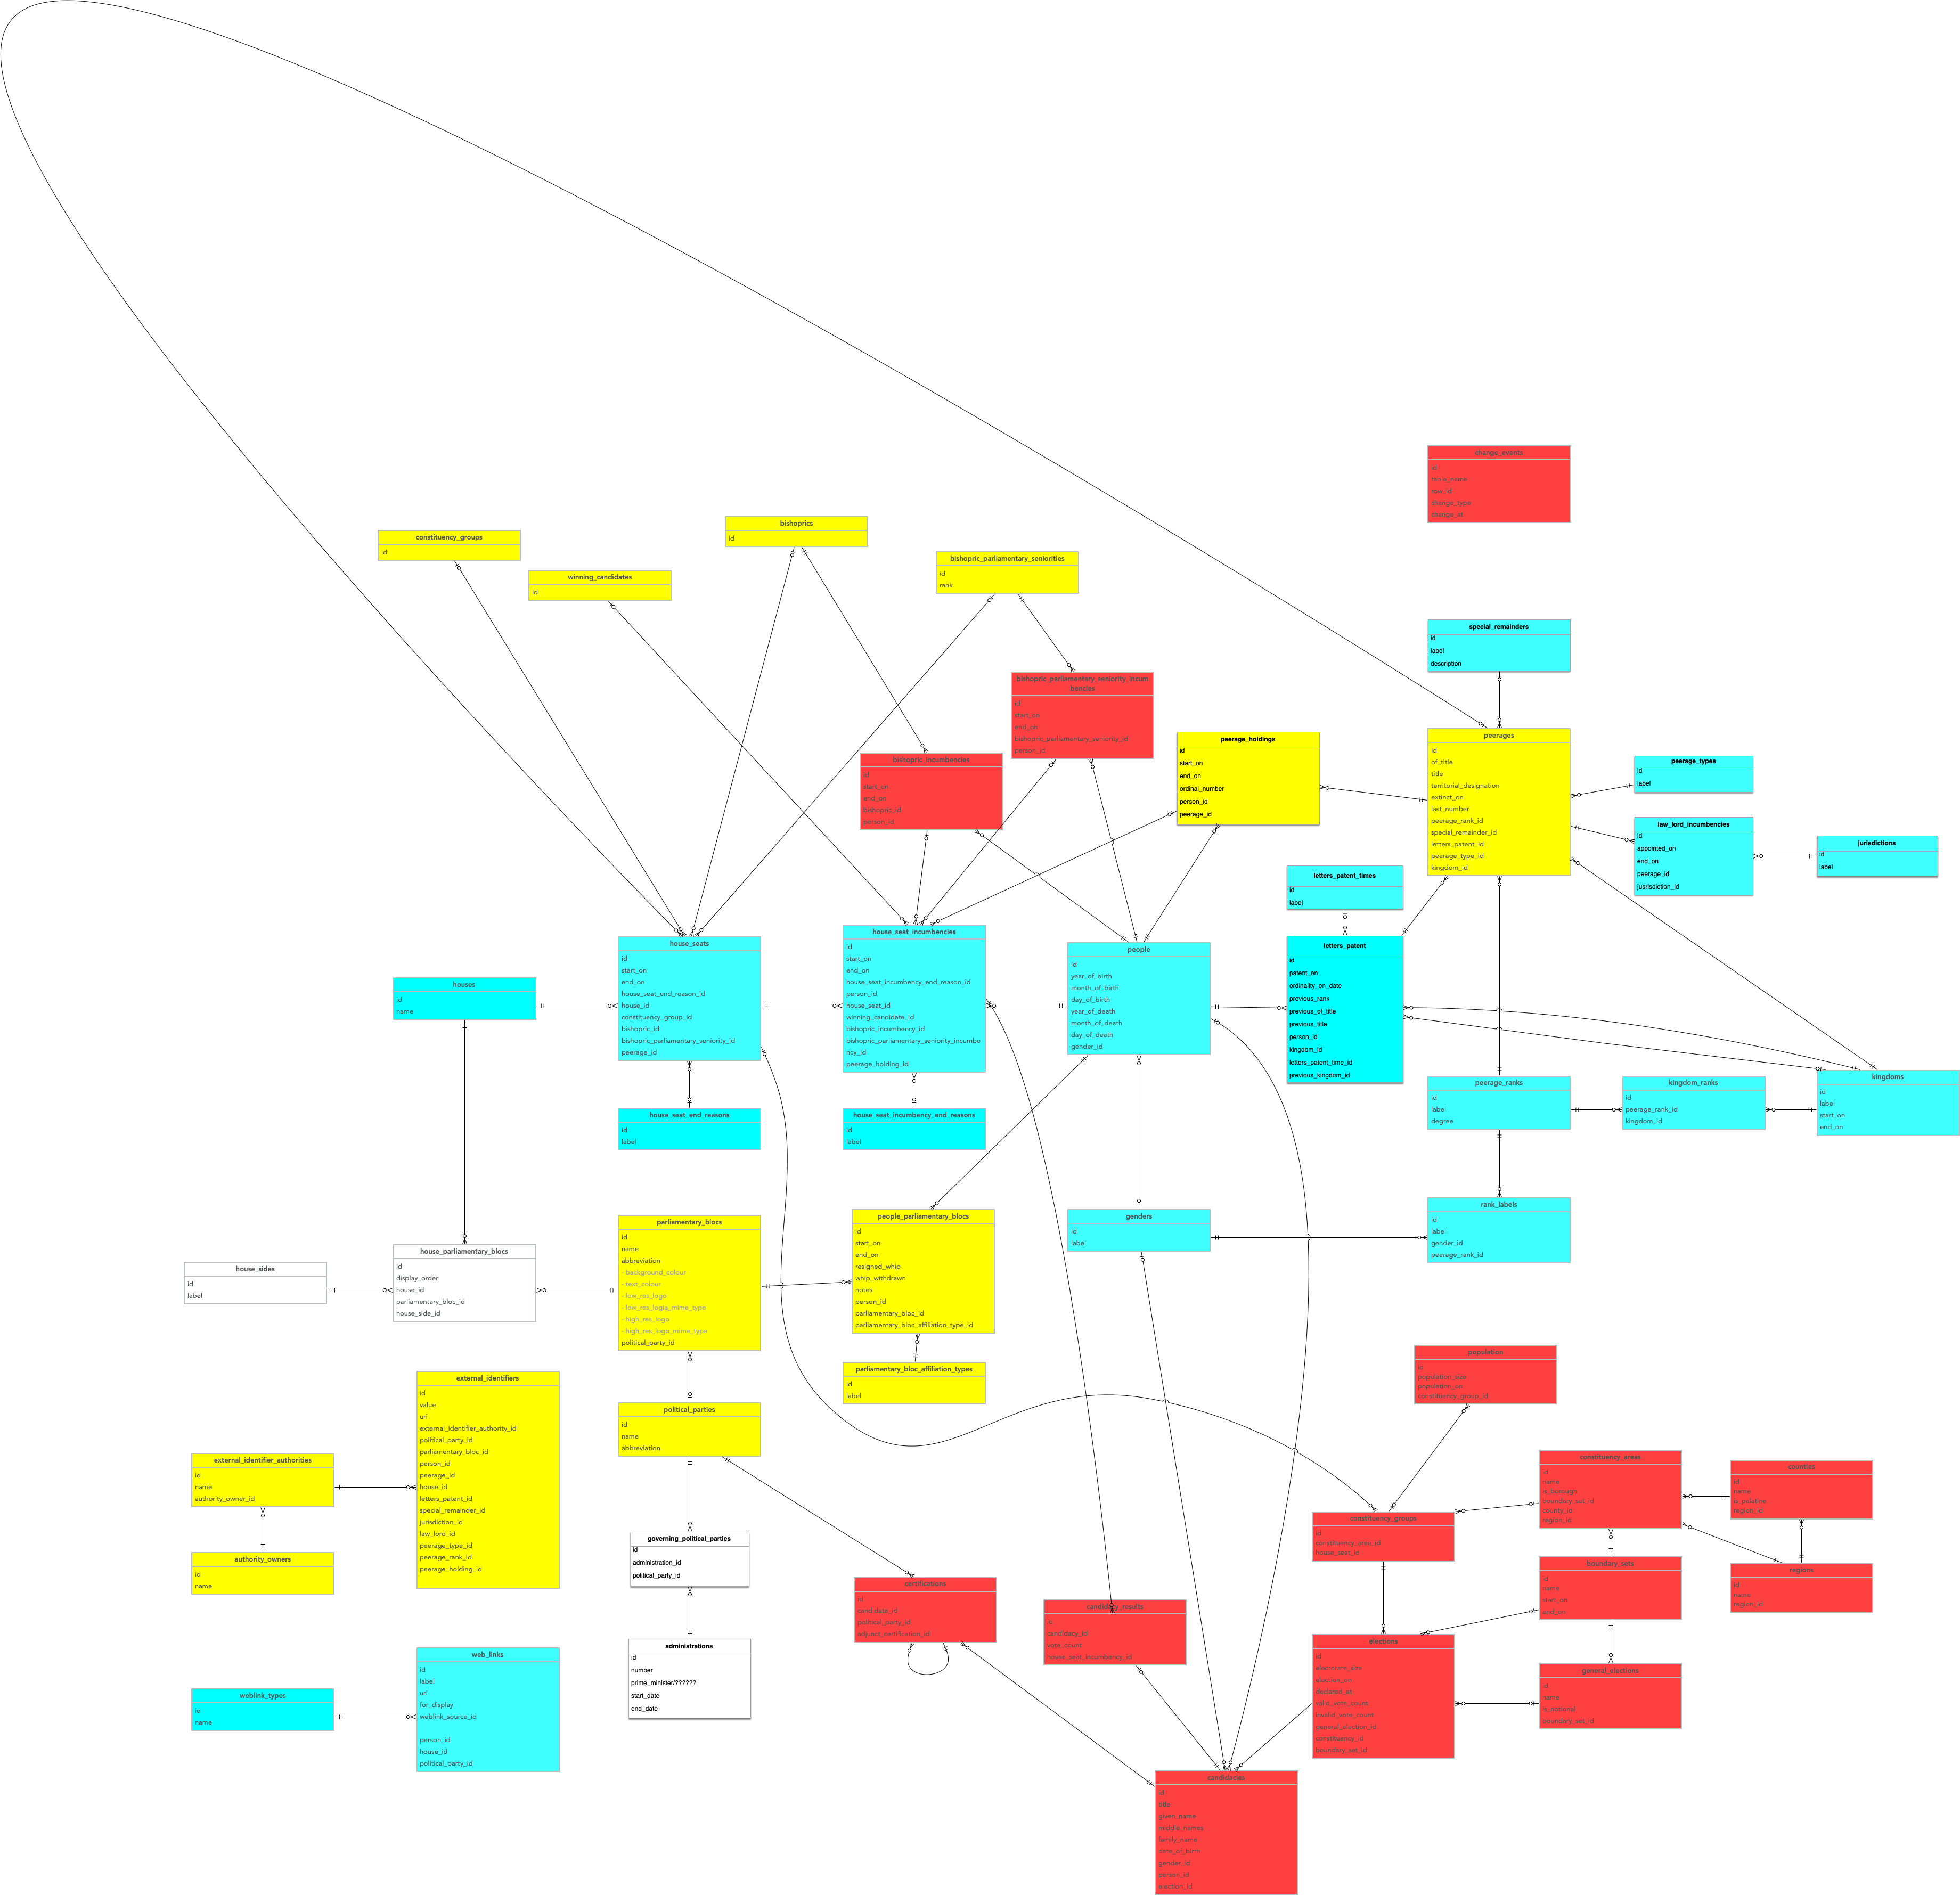 change_events
id
table_name
row_id
change_type
change_at
bishoprics
id
constituency_groups
id
winning_candidates
id
bishopric_parliamentary_seniorities
id
rank
special_remainders
id
label
description
bishopric_parliamentary_seniority_incum
bencies
id
start_on
end_on
bishopric_parliamentary_seniority_id
person_id
bishopric_incumbencies
id
start_on
end_on
bishopric_id
person_id
peerage_holdings
id
start_on
end_on
ordinal_number
person_id
peerage_id
peerages
id
of_title
title
territorial_designation
extinct_on
last_number
peerage_rank_id
special_remainder_id
letters_patent_id
peerage_type_id
kingdom_id
peerage_types
id
label
law_lord_incumbencies
id
appointed_on
end_on
peerage_id
jusrisdiction_id
jurisdictions
id
label
letters_patent_times
id
label
houses
id
name
house_seats
id
start_on
end_on
house_seat_end_reason_id
house_id
constituency_group_id
bishopric_id
bishopric_parliamentary_seniority_id
peerage_id
house_seat_incumbencies
id
start_on
end_on
house_seat_incumbency_end_reason_id
person_id
house_seat_id
winning_candidate_id
bishopric_incumbency_id
bishopric_parliamentary_seniority_incumbe
ncy_id
peerage_holding_id
people
id
year_of_birth
month_of_birth
day_of_birth
year_of_death
month_of_death
day_of_death
gender_id
letters_patent
id
patent_on
ordinality_on_date
previous_rank
previous_of_title
previous_title
person_id
kingdom_id
letters_patent_time_id
previous_kingdom_id
house_seat_end_reasons
id
label
house_seat_incumbency_end_reasons
id
label
peerage_ranks
id
label
degree
kingdom_ranks
id
peerage_rank_id
kingdom_id
kingdoms
id
label
start_on
end_on
house_sides
id
label
house_parliamentary_blocs
id
display_order
house_id
parliamentary_bloc_id
house_side_id
parliamentary_blocs
id
name
abbreviation
- background_colour
- text_colour
- low_res_logo
- low_res_logix_mime_type
- high_res_logo
- high_res_logo_mime_type
political_party_id
people_parliamentary_blocs
id
start_on
end_on
resigned_whip
whip_withdrawn
notes
person_id
parliamentary_bloc_id
parliamentary_bloc_affiliation_type_id
genders
id
label
rank_labels
id
label
gender_id
peerage_rank_id
parliamentary_bloc_affiliation_types
id
label
population
id
population_size
population_on
constituency_group_id
external_identifier_authorities
id
name
authority_owner_id
external_identifiers
id
value
uri
external_identifier_authority_id
political_party_id
parliamentary_bloc_id
person_id
peerage_id
house_id
letters_patent_id
special_remainder_id
jurisdiction_id
law_lord_id
peerage_type_id
peerage_rank_id
peerage_holding_id
authority_owners
id
name
political_parties
id
name
abbreviation
governing_political_parties
id
administration_id
political_party_id
administrations
id
number
prime_minister/??????
start_date
end_date
certifications
id
candidate_id
political_party_id
adjunct_certification_id
candidacy_results
id
candidacy_id
vote_count
house_seat_incumbency_id
constituency_groups
id
constituency_area_id
house_seat_id
constituency_areas
id
name
is_borough
boundary_set_id
county_id
region_id
counties
id
name
is_palatine
region_id
boundary_sets
id
name
start_on
end_on
regions
id
name
region_id
elections
id
electorate_size
election_on
declared_at
valid_vote_count
invalid_vote_count
general_election_id
constituency_id
boundary_set_id
general_elections
id
name
is_notional
boundary_set_id
weblink_types
id
name
web_links
id
label
uri
for_display
weblink_source_id
person_id
house_id
political_party_id
candidacies
id
title
given_name
middle_names
family_name
date_of_birth
gender_id
person_id
election_id